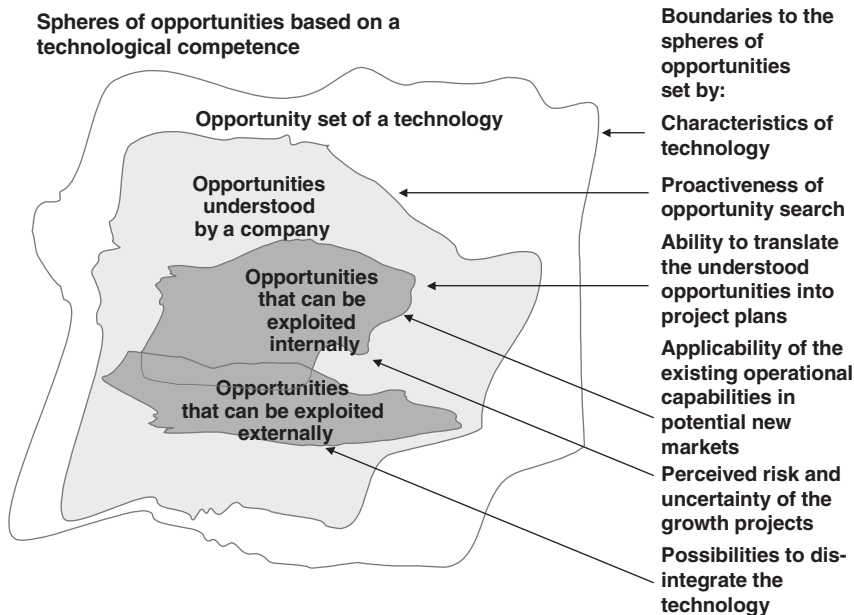 Spheres of opportunities based on a
technological competence
Opportunity set of a technology
Opportunities
understood
by a company
Opportunities
that can be
exploited
internally
Opportunities
that can be exploited
externally
Boundaries to the
spheres of
opportunities
set by:
Characteristics of
technology
Proactiveness of
opportunity search
Ability to translate
the understood
opportunities into
project plans
Applicability of the
existing operational
capabilities in
potential new
markets
Perceived risk and
uncertainty of the
growth projects
Possibilities to dis-
integrate the
technology